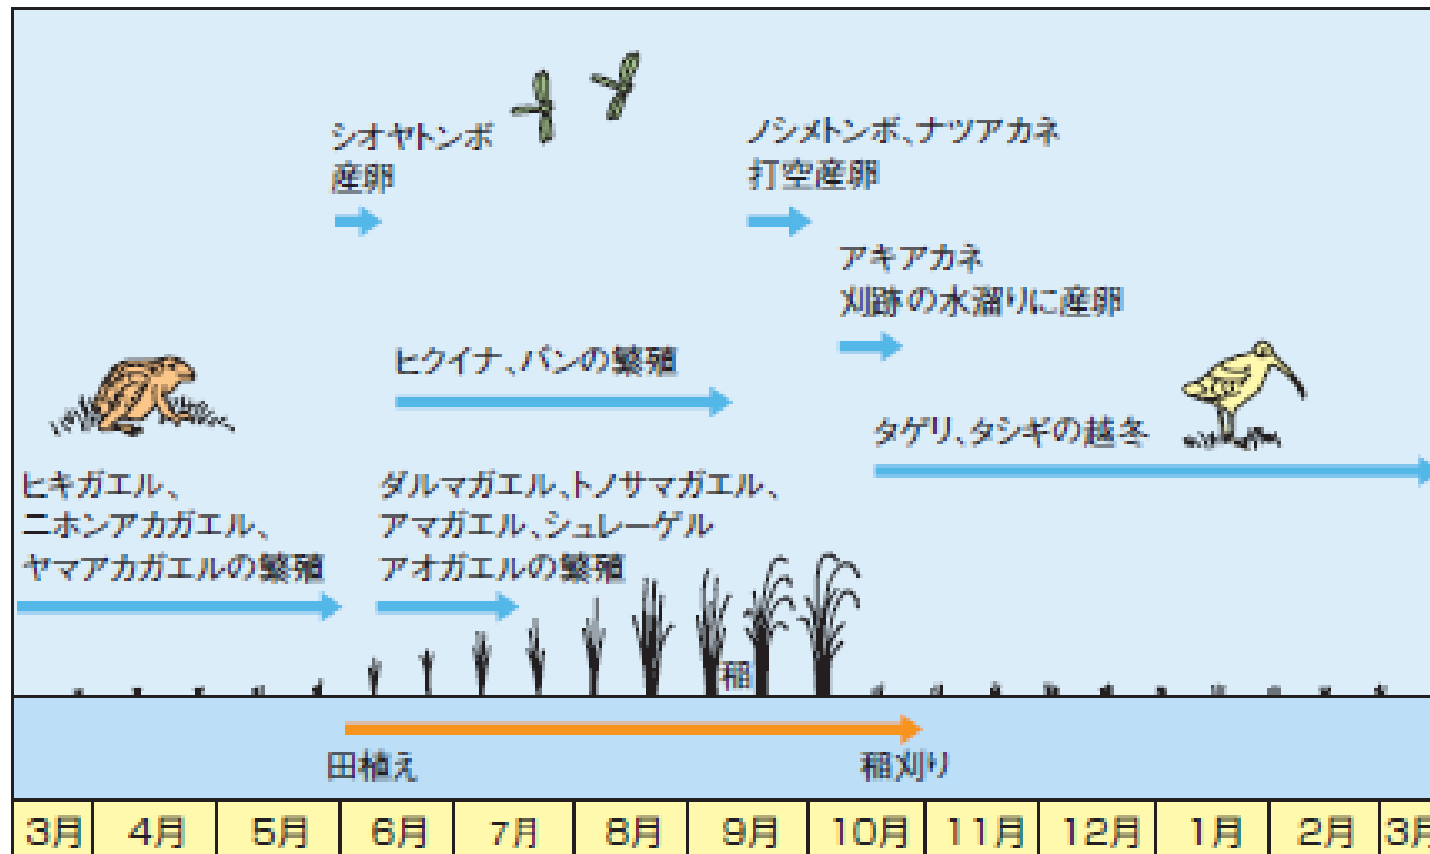 シオヤトンボ
産卵
ノシメトンボ、ナツアカネ
打空産卵
アキアカネ
刈跡の水溜りに産卵
ヒクイナ、バンの繁殖
タゲリ、タシギの越冬
ヒキガエル、
ニホンアカガエル、
ヤマアカガエルの繁殖
ダルマガエル、トノサマガエル、
アマガエル、シュレーゲル
アオガエルの繁殖
稲
田植え
稲刈り
3月 4月 5月 6月 7月 8月 9月 10月 11月 12月 1月 2月 3月